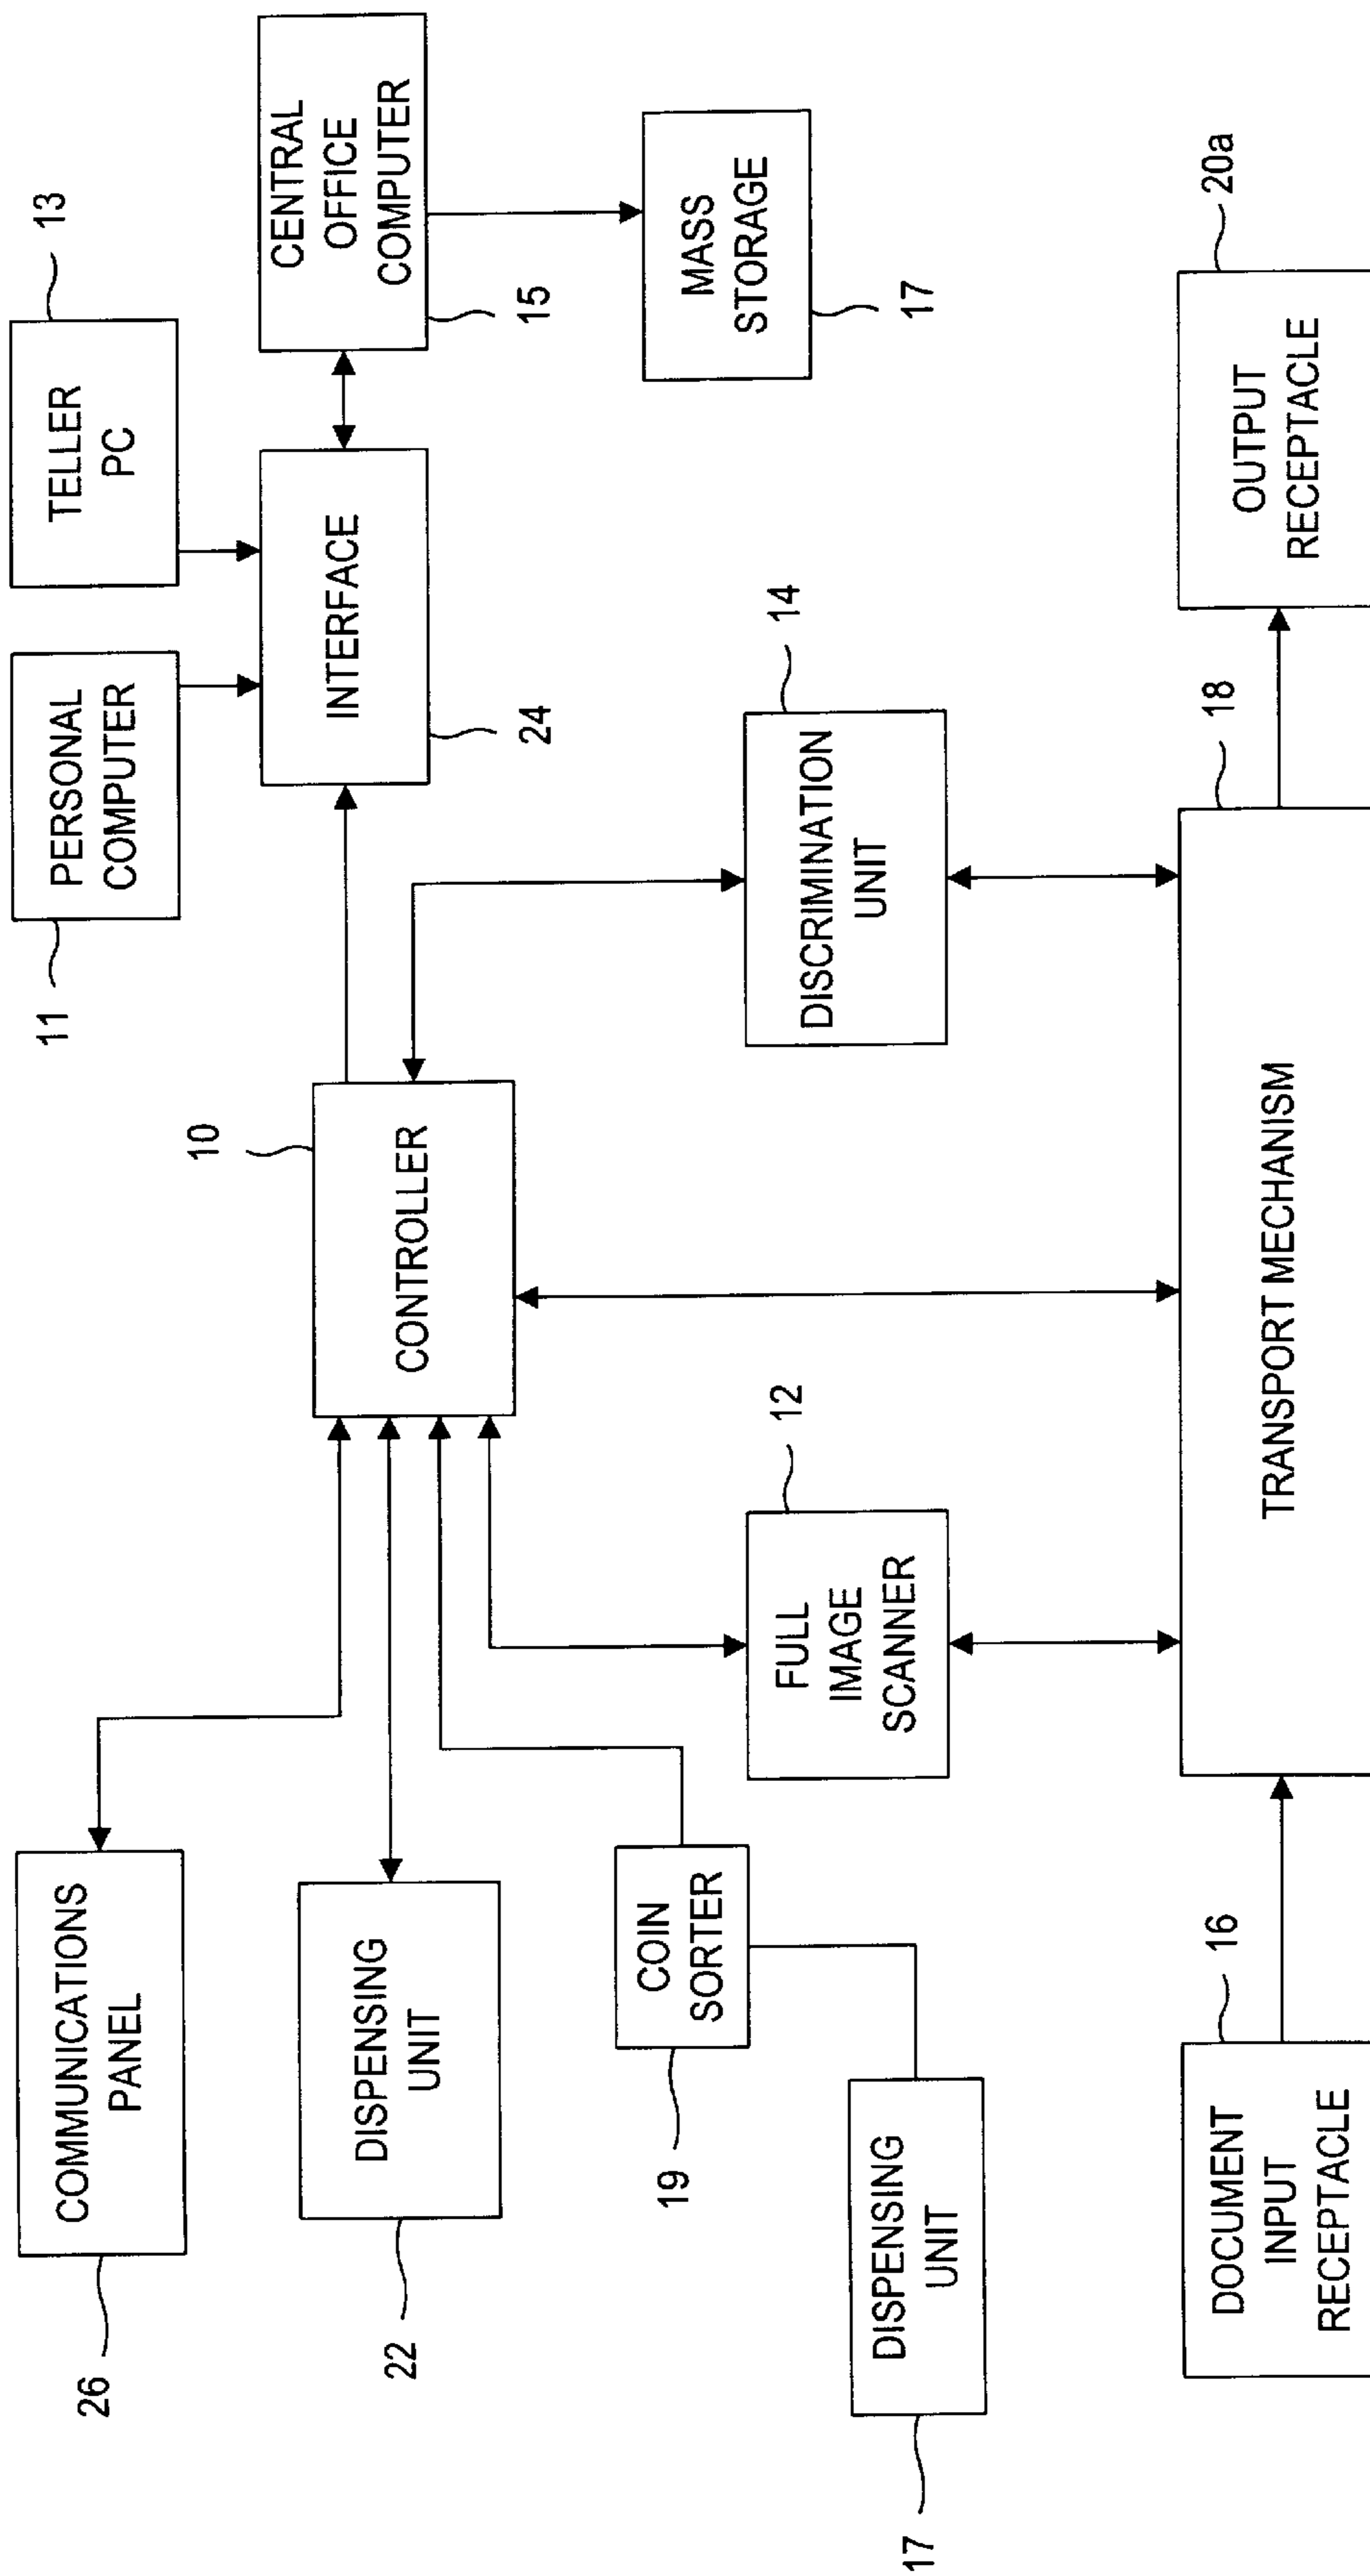 26
COMMUNICATIONS
PANEL
22
DISPENSING
UNIT
19
COIN
SORTER
17
DISPENSING
UNIT
16
DOCUMENT
INPUT
RECEPTACLE
12
FULL
IMAGE
SCANNER
10
CONTROLLER
18
TRANSPORT MECHANISM
14
DISCRIMINATION
UNIT
11
PERSONAL
COMPUTER
13
TELLER
PC
24
INTERFACE
15
CENTRAL
OFFICE
COMPUTER
17
MASS
STORAGE
20a
OUTPUT
RECEPTACLE